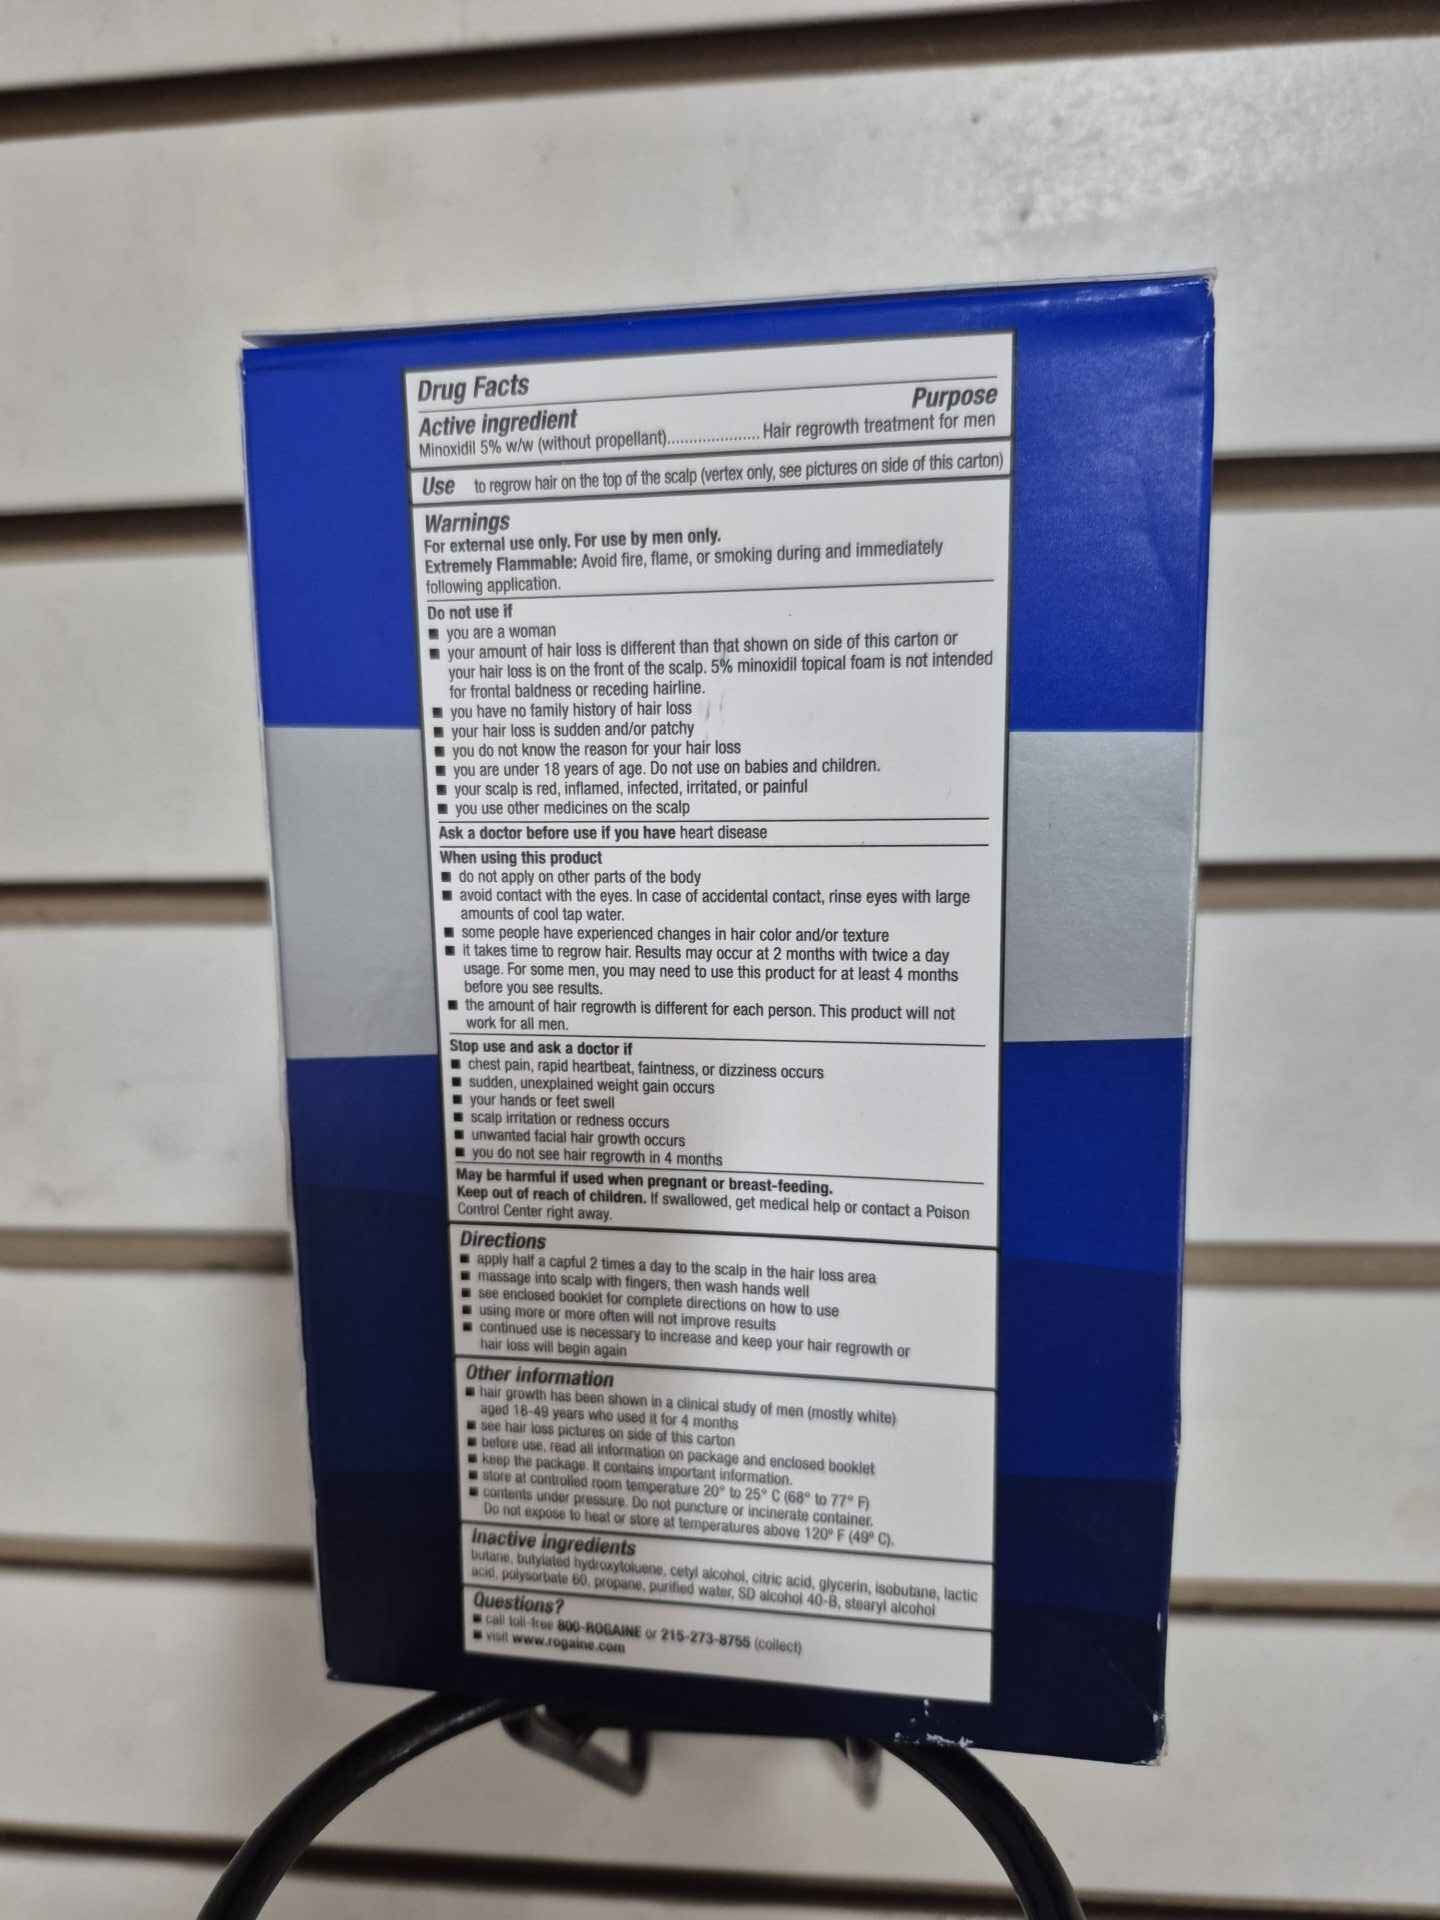 Drug Facts
Active ingredient Purpose
Minoxidil 5% w/w (without propellant)..................... Hair regrowth treatment for men
Use to regrow hair on the top of the scalp (vertex only, see pictures on side of this carton)
Warnings
For external use only. For use by men only.
Extremely Flammable: Avoid fire, flame, or smoking during and immediately
following application.
Do not use if
■ you are a woman
■ your amount of hair loss is different than that shown on side of this carton or
your hair loss is on the front of the scalp. 5% minoxidil topical foam is not intended
for frontal baldness or receding hairline.
■ you have no family history of hair loss
■ your hair loss is sudden and/or patchy
■ you do not know the reason for your hair loss
■ you are under 18 years of age. Do not use on babies and children.
■ your scalp is red, inflamed, infected, irritated, or painful
■ you use other medicines on the scalp
Ask a doctor before use if you have heart disease
When using this product
■ do not apply on other parts of the body
■ avoid contact with the eyes. In case of accidental contact, rinse eyes with large
amounts of cool tap water.
■ some people have experienced changes in hair color and/or texture
■ it takes time to regrow hair. Results may occur at 2 months with twice a day
usage. For some men, you may need to use this product for at least 4 months
before you see results.
■ the amount of hair regrowth is different for each person. This product will not
work for all men.
Stop use and ask a doctor if
■ chest pain, rapid heartbeat, faintness, or dizziness occurs
■ sudden, unexplained weight gain occurs
■ your hands or feet swell
■ scalp irritation or redness occurs
■ unwanted facial hair growth occurs
■ you do not see hair regrowth in 4 months
May be harmful if used when pregnant or breast-feeding.
Keep out of reach of children. If swallowed, get medical help or contact a Poison
Control Center right away.
Directions
■ apply half a capful 2 times a day to the scalp in the hair loss area
■ massage into scalp with fingers, then wash hands well
■ see enclosed booklet for complete directions on how to use
■ using more or more often will not improve results
■ continued use is necessary to increase and keep your hair regrowth or
hair loss will begin again
Other information
■ hair growth has been shown in a clinical study of men (mostly white)
aged 18-49 years who used it for 4 months
■ see hair loss pictures on side of this carton
■ before use, read all information on package and enclosed booklet
■ keep the package. It contains important information.
■ store at controlled room temperature 20° to 25° C (68° to 77° F)
■ contents under pressure. Do not puncture or incinerate container.
Do not expose to heat or store at temperatures above 120° F (49° C).
Inactive ingredients
butane, butylated hydroxytoluene, cetyl alcohol, citric acid, glycerin, isobutane, lactic
acid, polysorbate 60, propane, purified water, SD alcohol 40-B, stearyl alcohol
Questions?
■ call toll-free 800-ROGAINE or 215-273-8755 (collect)
■ visit www.rogaine.com